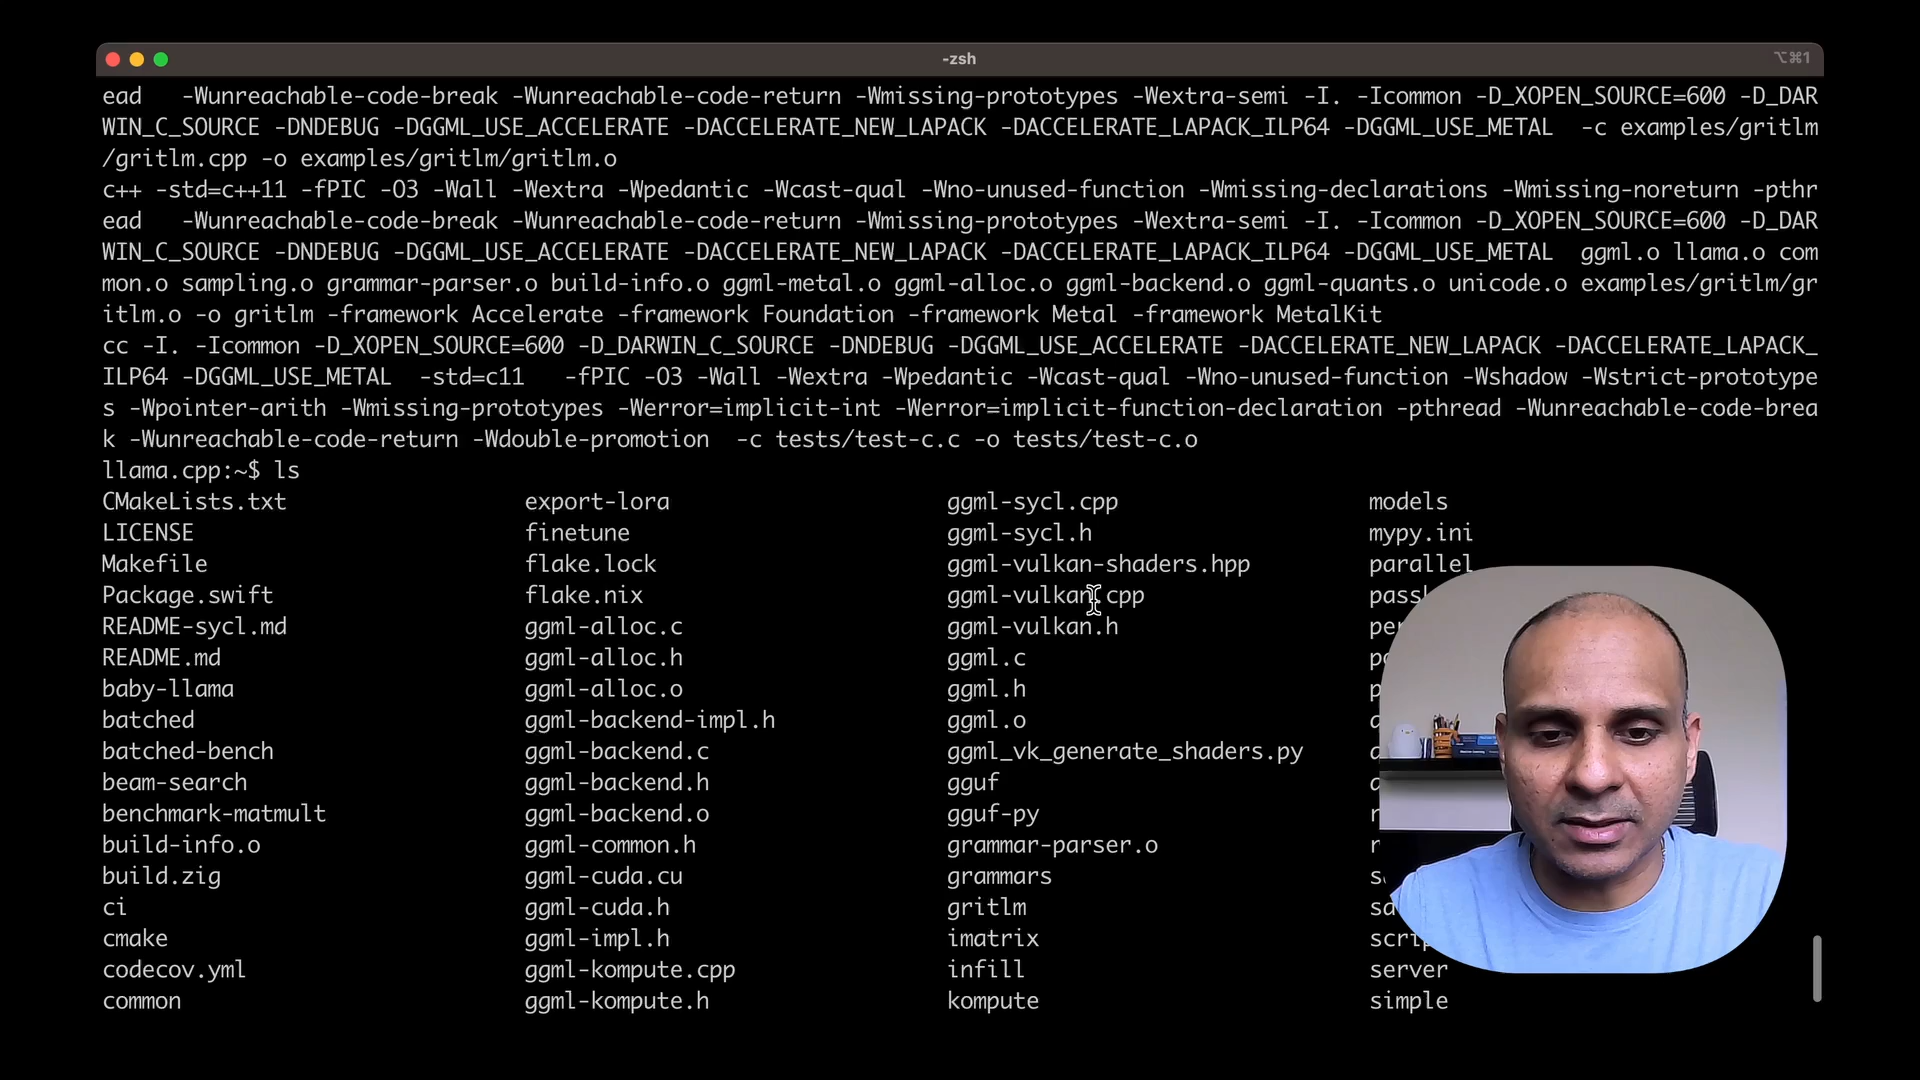 -zsh
⌥⌘1
ead   -Wunreachable-code-break -Wunreachable-code-return -Wmissing-prototypes -Wextra-semi -I. -Icommon -D_XOPEN_SOURCE=600 -D_DAR
WIN_C_SOURCE -DNDEBUG -DGGML_USE_ACCELERATE -DACCELERATE_NEW_LAPACK -DACCELERATE_LAPACK_ILP64 -DGGML_USE_METAL  -c examples/gritlm
/gritlm.cpp -o examples/gritlm/gritlm.o
c++ -std=c++11 -fPIC -O3 -Wall -Wextra -Wpedantic -Wcast-qual -Wno-unused-function -Wmissing-declarations -Wmissing-noreturn -pthr
ead   -Wunreachable-code-break -Wunreachable-code-return -Wmissing-prototypes -Wextra-semi -I. -Icommon -D_XOPEN_SOURCE=600 -D_DAR
WIN_C_SOURCE -DNDEBUG -DGGML_USE_ACCELERATE -DACCELERATE_NEW_LAPACK -DACCELERATE_LAPACK_ILP64 -DGGML_USE_METAL  ggml.o llama.o com
mon.o sampling.o grammar-parser.o build-info.o ggml-metal.o ggml-alloc.o ggml-backend.o ggml-quants.o unicode.o examples/gritlm/gr
itlm.o -o gritlm -framework Accelerate -framework Foundation -framework Metal -framework MetalKit
cc -I. -Icommon -D_XOPEN_SOURCE=600 -D_DARWIN_C_SOURCE -DNDEBUG -DGGML_USE_ACCELERATE -DACCELERATE_NEW_LAPACK -DACCELERATE_LAPACK_
ILP64 -DGGML_USE_METAL  -std=c11   -fPIC -O3 -Wall -Wextra -Wpedantic -Wcast-qual -Wno-unused-function -Wshadow -Wstrict-prototype
s -Wpointer-arith -Wmissing-prototypes -Werror=implicit-int -Werror=implicit-function-declaration -pthread -Wunreachable-code-brea
k -Wunreachable-code-return -Wdouble-promotion  -c tests/test-c.c -o tests/test-c.o
llama.cpp:~$ ls
CMakeLists.txt export-lora ggml-sycl.cpp models
LICENSE finetune ggml-sycl.h mypy.ini
Makefile flake.lock ggml-vulkan-shaders.hpp parallel
Package.swift flake.nix ggml-vulkan.cpp
README-sycl.md ggml-alloc.c ggml-vulkan.h
README.md ggml-alloc.h ggml.c
baby-llama ggml-alloc.o ggml.h
batched ggml-backend-impl.h ggml.o
batched-bench ggml-backend.c ggml_vk_generate_shaders.py
beam-search ggml-backend.h gguf
benchmark-matmult ggml-backend.o gguf-py
build-info.o ggml-common.h grammar-parser.o
build.zig ggml-cuda.cu grammars
ci ggml-cuda.h gritlm
cmake ggml-impl.h imatrix
codecov.yml ggml-kompute.cpp infill server
common ggml-kompute.h kompute simple